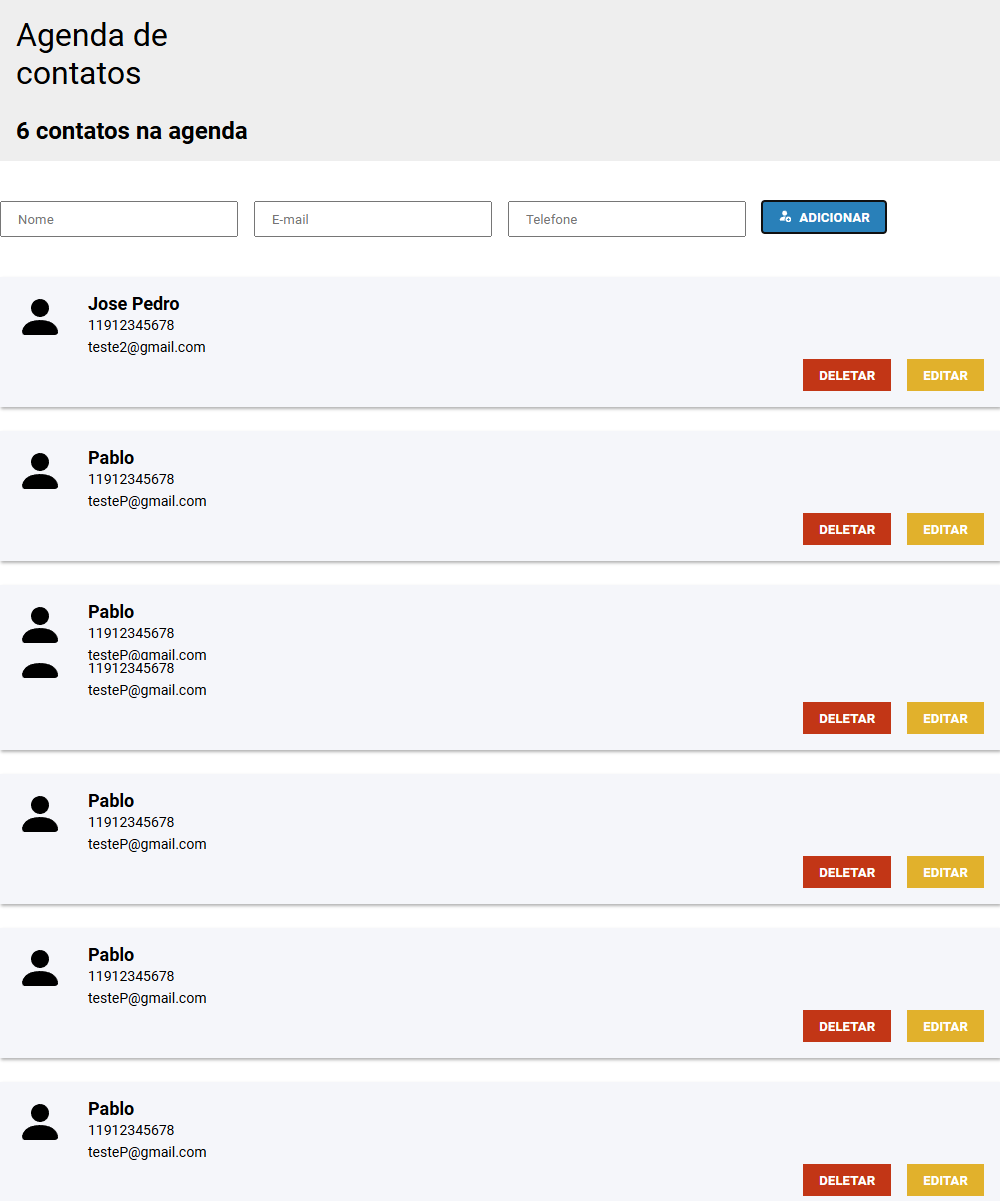 Agenda de
contatos
6 contatos na agenda
Nome
E-mail
Telefone
ADICIONAR
Jose Pedro
11912345678
teste2@gmail.com
DELETAR
EDITAR
Pablo
11912345678
testeP@gmail.com
DELETAR
EDITAR
Pablo
11912345678
testeP@gmail.com
11912345678
testeP@gmail.com
DELETAR
EDITAR
Pablo
11912345678
testeP@gmail.com
DELETAR
EDITAR
Pablo
11912345678
testeP@gmail.com
DELETAR
EDITAR
Pablo
11912345678
testeP@gmail.com
DELETAR
EDITAR